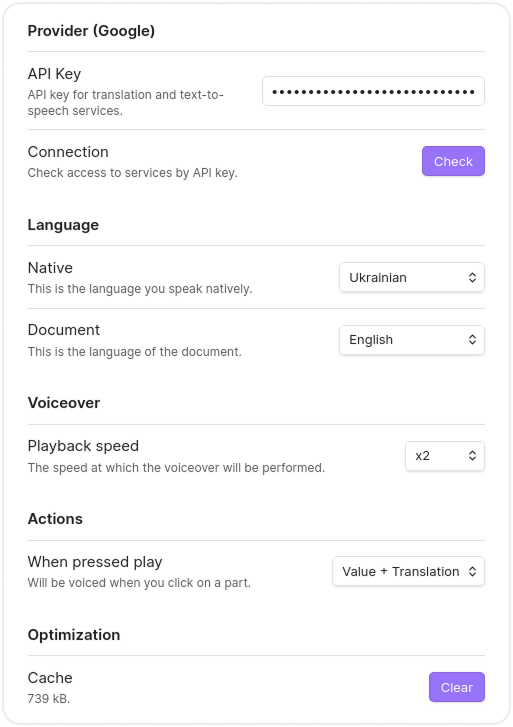 Provider (Google)
API Key
API key for translation and text-to-
speech services.
••••••••••••••••••••••••••••
Connection
Check access to services by API key.
Check
Language
Native
This is the language you speak natively.
Ukrainian
Document
This is the language of the document.
English
Voiceover
Playback speed
The speed at which the voiceover will be performed.
x2
Actions
When pressed play
Will be voiced when you click on a part.
Value + Translation
Optimization
Cache
739 kB.
Clear